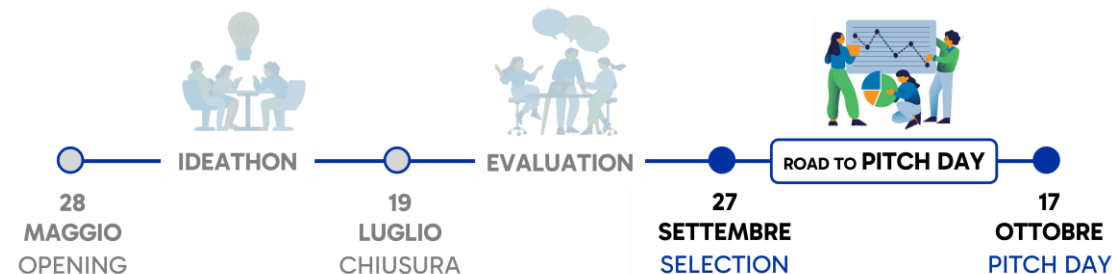 IDEATHON
EVALUATION
ROAD TO PITCH DAY
28
MAGGIO
OPENING
19
LUGLIO
CHIUSURA
27
SETTEMBRE
SELECTION
17
OTTOBRE
PITCH DAY